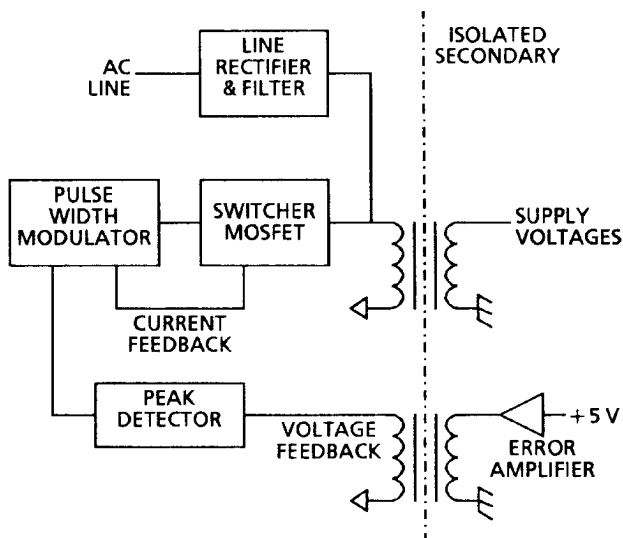 ISOLATED
SECONDARY
AC
LINE
LINE
RECTIFIER
& FILTER
PULSE
WIDTH
MODULATOR
SWITCHER
MOSFET
SUPPLY
VOLTAGES
CURRENT
FEEDBACK
PEAK
DETECTOR
VOLTAGE
FEEDBACK
+5 V
ERROR
AMPLIFIER